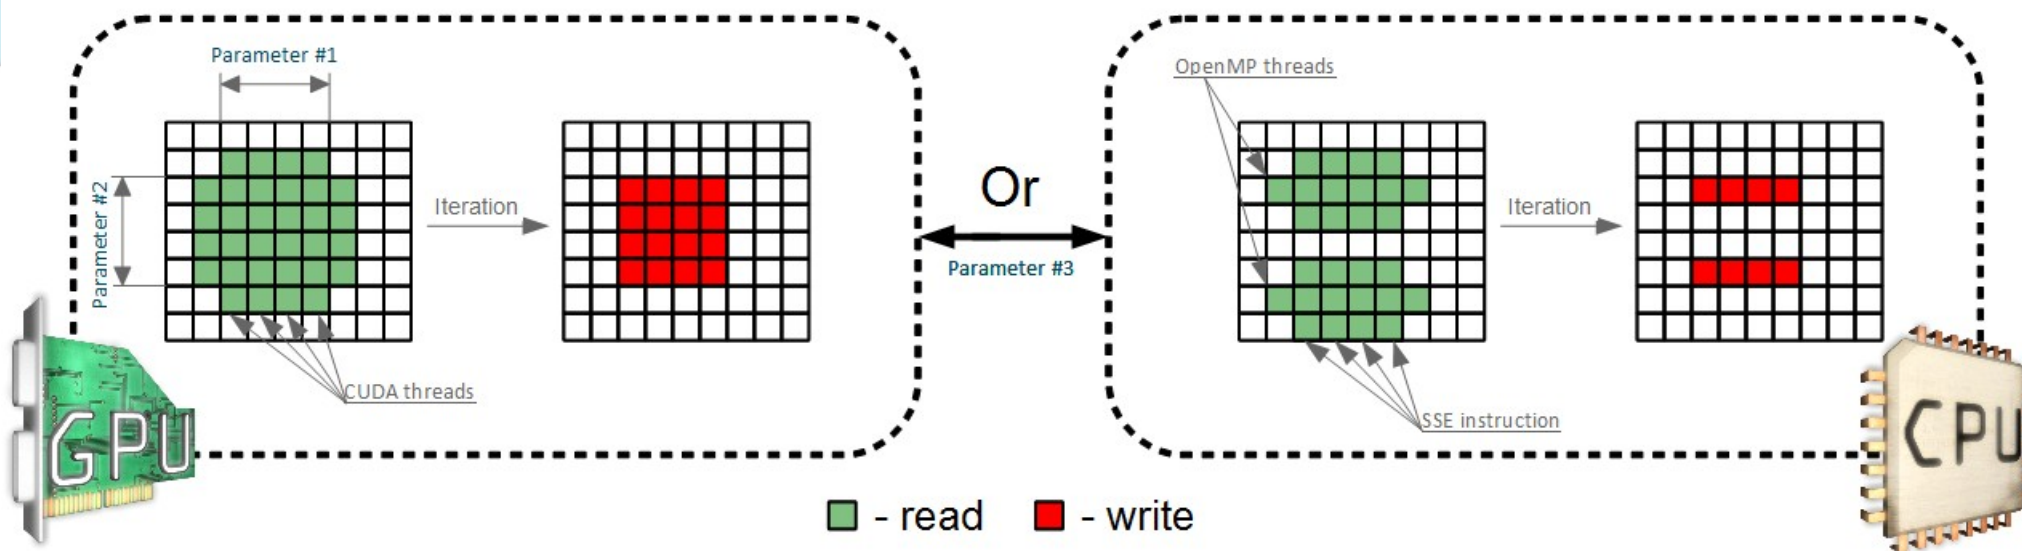 Parameter #1
Parameter #2
Iteration
CUDA threads
GPU
Or
Parameter #3
OpenMP threads
Iteration
SSE instruction
CPU
- read
- write